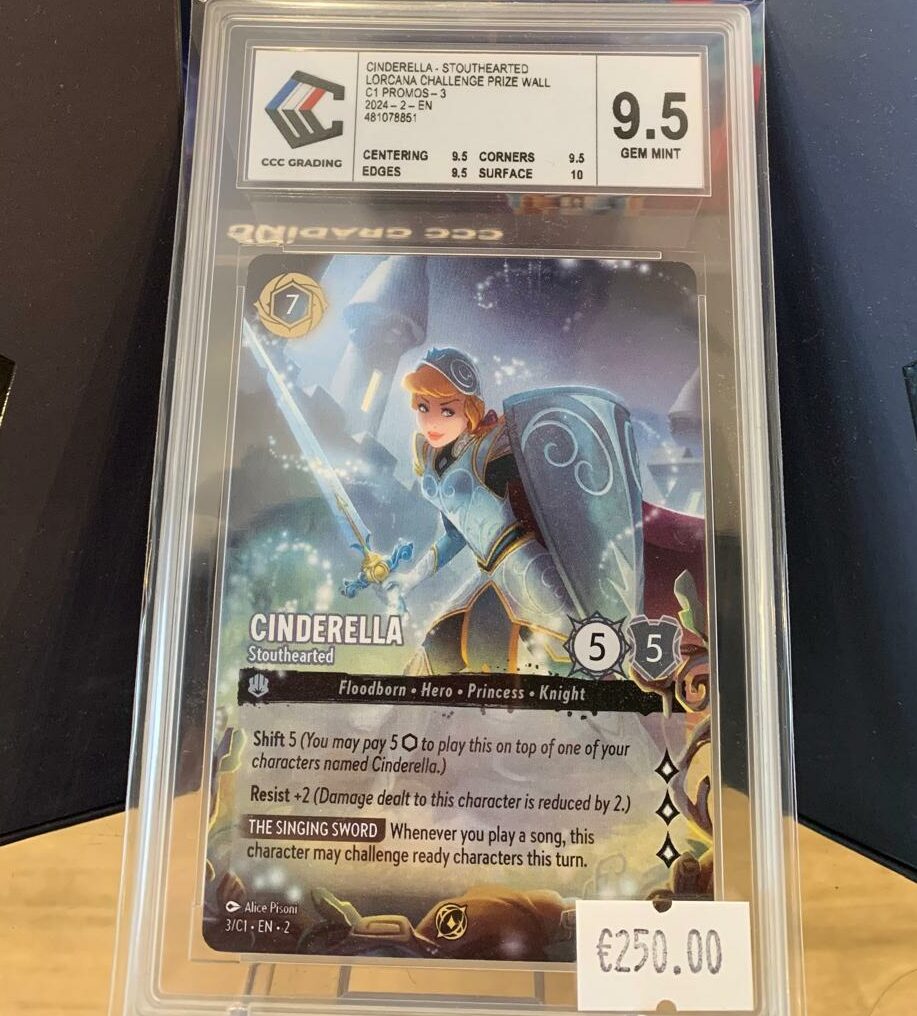 CINDERELLA - STOUTHEARTED
LORCANA CHALLENGE PRIZE WALL
C1 PROMOS - 3
2024 - 2 - EN
481078851
CCC GRADING
CENTERING 9.5 CORNERS 9.5
EDGES 9.5 SURFACE 10
9.5
GEM MINT
CCC GRADING
7
CINDERELLA
Stouthearted
5 5
Floodborn • Hero • Princess • Knight
Shift 5 (You may pay 5 ⬡ to play this on top of one of your
characters named Cinderella.)
Resist +2 (Damage dealt to this character is reduced by 2.)
THE SINGING SWORD Whenever you play a song, this
character may challenge ready characters this turn.
Alice Pisoni
3/C1 • EN • 2
€250.00